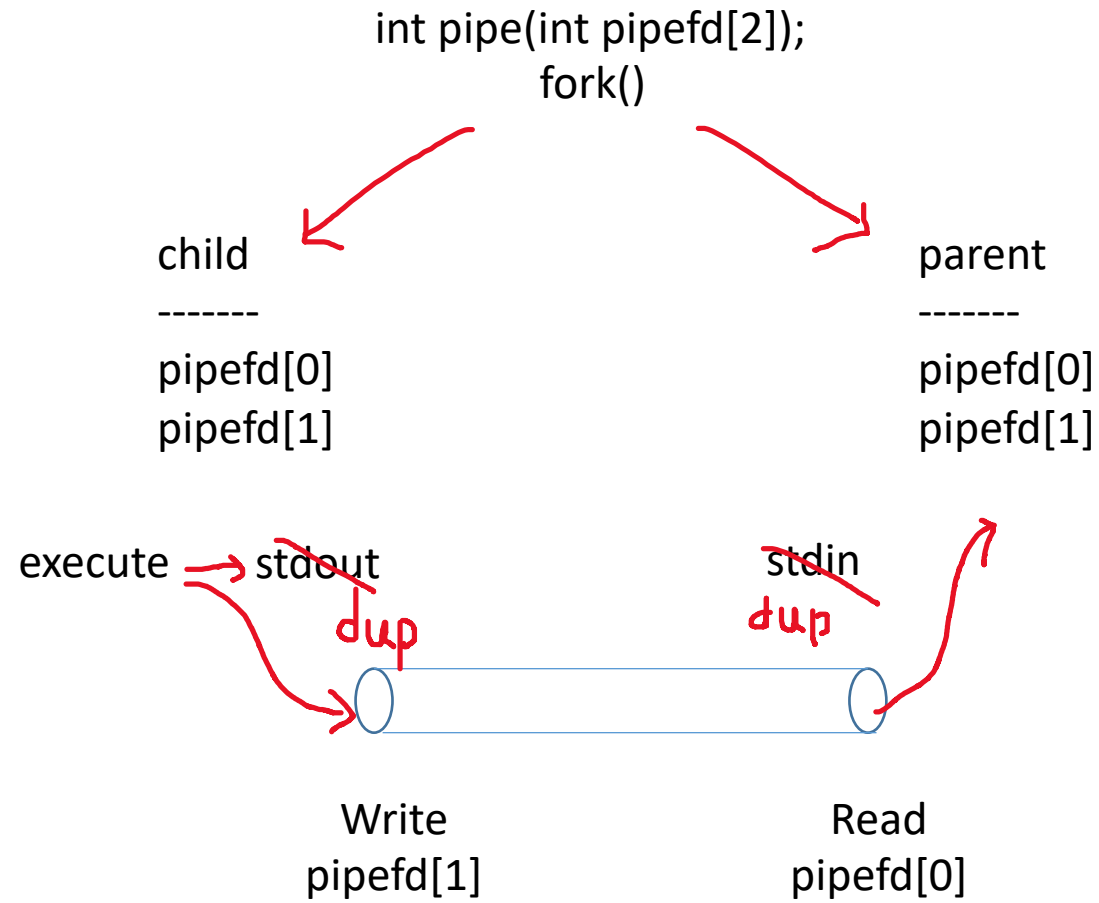 int pipe(int pipefd[2]);
fork()
child
-------
pipefd[0]
pipefd[1]
parent
-------
pipefd[0]
pipefd[1]
execute stdout
dup
stdin
dup
Write
pipefd[1]
Read
pipefd[0]